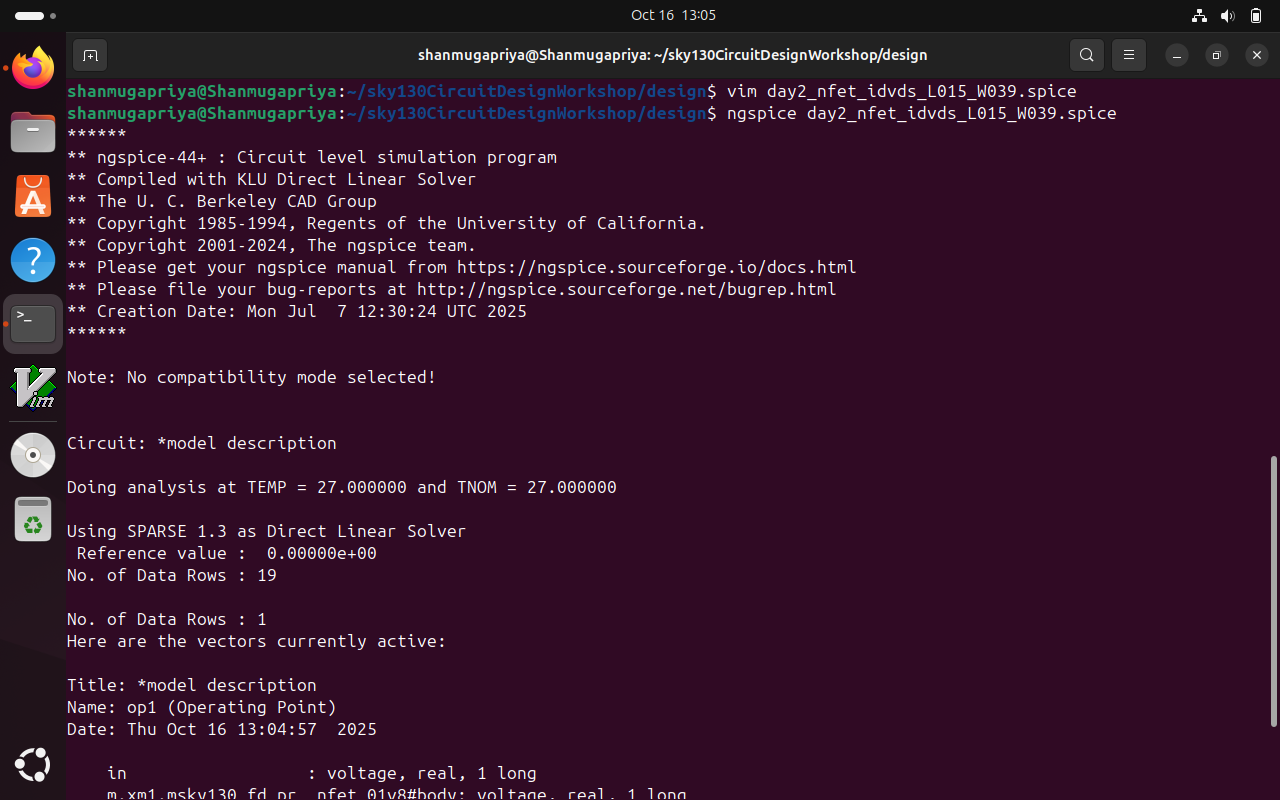 Oct 16 13:05
shanmugapriya@Shanmugapriya: ~/sky130CircuitDesignWorkshop/design
shanmugapriya@Shanmugapriya:~/sky130CircuitDesignWorkshop/design$ vim day2_nfet_idvds_L015_W039.spice
shanmugapriya@Shanmugapriya:~/sky130CircuitDesignWorkshop/design$ ngspice day2_nfet_idvds_L015_W039.spice
******
** ngspice-44+ : Circuit level simulation program
** Compiled with KLU Direct Linear Solver
** The U. C. Berkeley CAD Group
** Copyright 1985-1994, Regents of the University of California.
** Copyright 2001-2024, The ngspice team.
** Please get your ngspice manual from https://ngspice.sourceforge.io/docs.html
** Please file your bug-reports at http://ngspice.sourceforge.net/bugrep.html
** Creation Date: Mon Jul  7 12:30:24 UTC 2025
******
Note: No compatibility mode selected!
Circuit: *model description
Doing analysis at TEMP = 27.000000 and TNOM = 27.000000
Using SPARSE 1.3 as Direct Linear Solver
 Reference value :  0.00000e+00
No. of Data Rows : 19
No. of Data Rows : 1
Here are the vectors currently active:
Title: *model description
Name: op1 (Operating Point)
Date: Thu Oct 16 13:04:57  2025
    in                  : voltage, real, 1 long
    m.xm1.msky130_fd_pr__nfet_01v8#body: voltage, real, 1 long